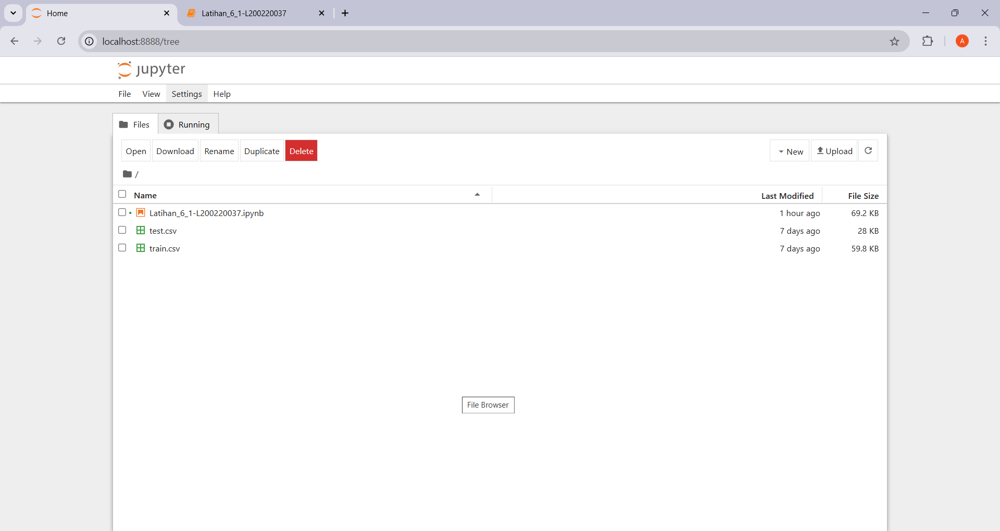 Home
Latihan_6_1-L200220037
localhost:8888/tree
A
jupyter
File View Settings Help
Files Running
Open Download Rename Duplicate Delete New Upload
/
Name Last Modified File Size
Latihan_6_1-L200220037.ipynb 1 hour ago 69.2 KB
test.csv 7 days ago 28 KB
train.csv 7 days ago 59.8 KB
File Browser